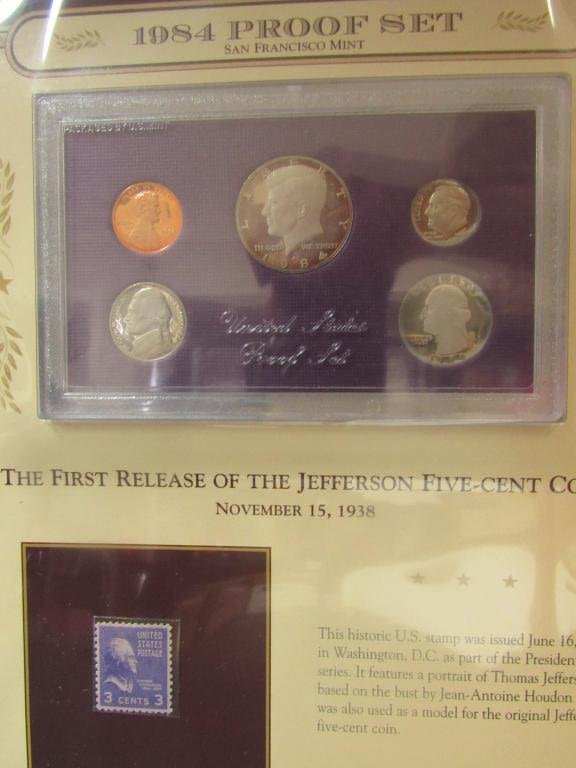 1984 PROOF SET
SAN FRANCISCO MINT
PACKAGED BY U.S. MINT
LIBERTY
IN GOD WE TRUST
1984
LIBERTY
United States
Proof Set
THE FIRST RELEASE OF THE JEFFERSON FIVE-CENT CO
NOVEMBER 15, 1938
UNITED
STATES
POSTAGE
3 CENTS 3
This historic U.S. stamp was issued June 16,
in Washington, D.C. as part of the President
series. It features a portrait of Thomas Jeffers
based on the bust by Jean-Antoine Houdon
was also used as a model for the original Jeffe
five-cent coin.